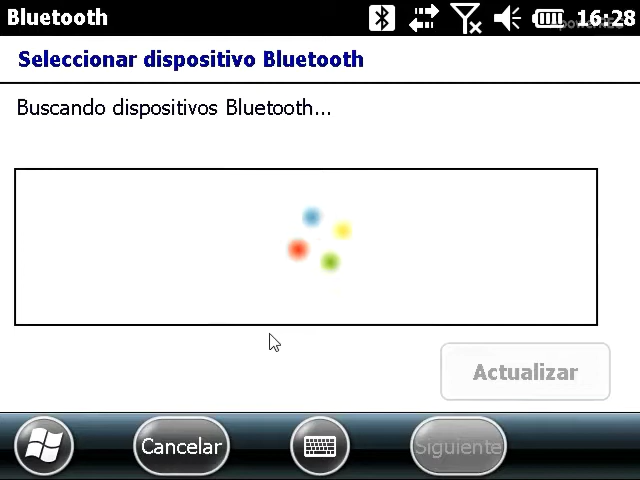 Bluetooth 16:28
Seleccionar dispositivo Bluetooth
Buscando dispositivos Bluetooth...
Actualizar
Cancelar Siguiente